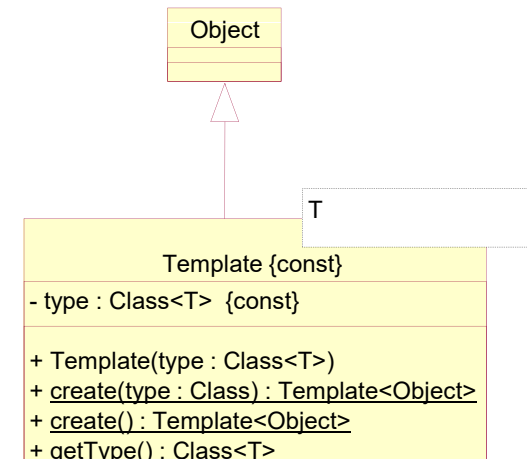 Object
T
Template {const}
- type : Class<T>  {const}
+ Template(type : Class<T>)
+ create(type : Class) : Template<Object>
+ create() : Template<Object>
+ getType() : Class<T>